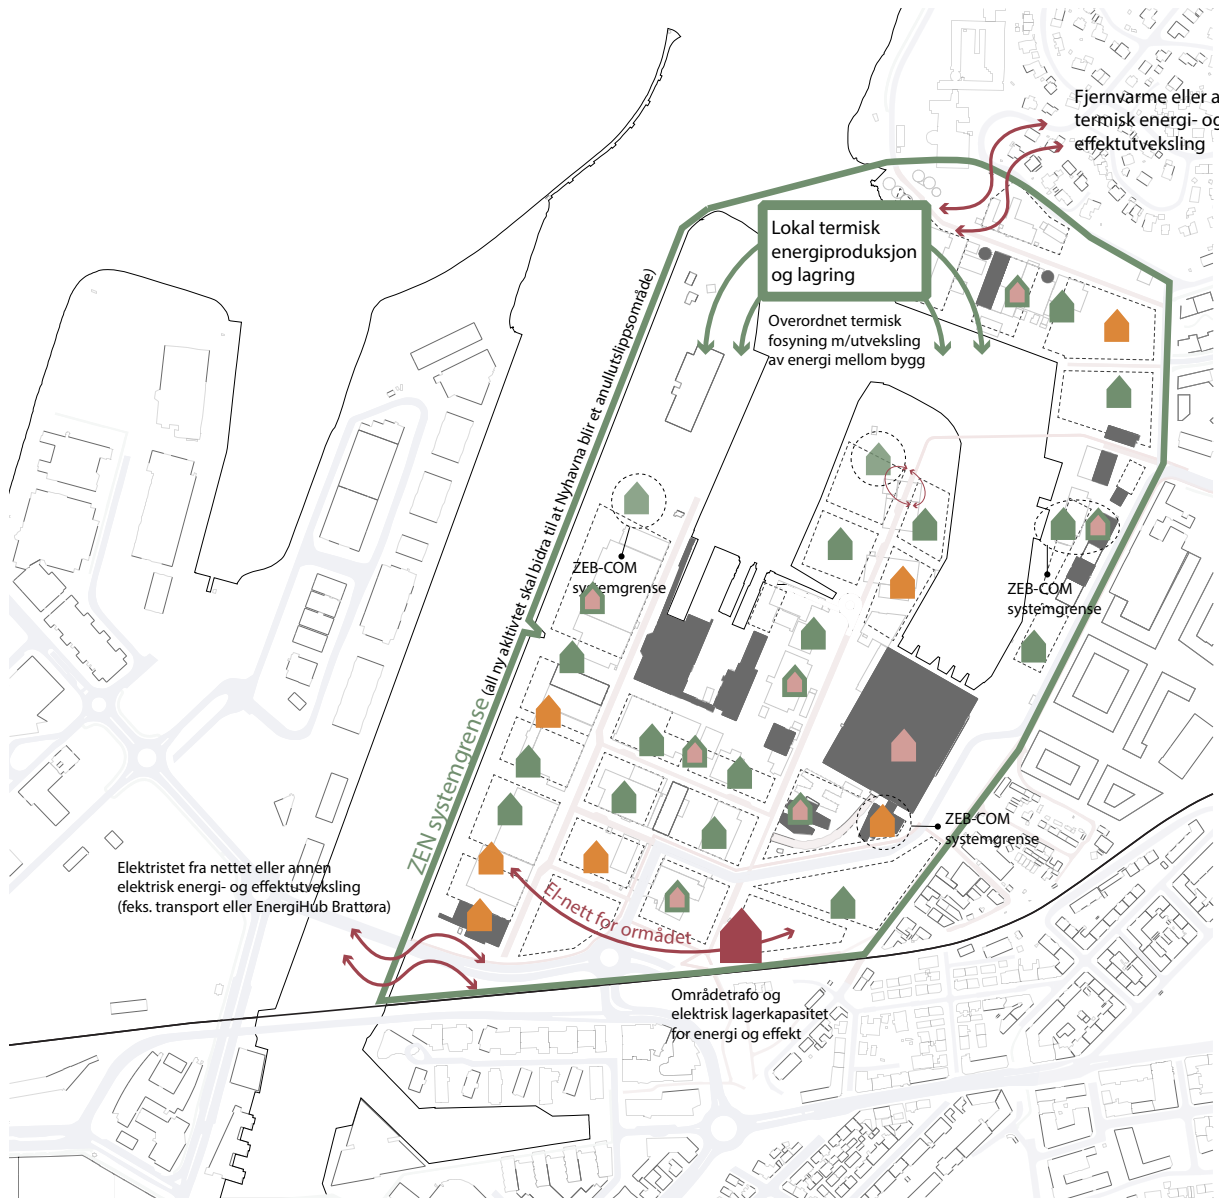 Fjernvarme eller a
termisk energi- og
effektutveksling
Lokal termisk
energiproduksjon
og lagring
Overordnet termisk
fosyning m/utveksling
av energi mellom bygg
ZEN systemgrense (all ny akltivtet skal bidra til at Nyhavna blir et anullutslippsområde)
ZEB-COM
systemgrense
ZEB-COM
systemgrense
ZEB-COM
systemgrense
Elektristet fra nettet eller annen
elektrisk energi- og effektutveksling
(feks. transport eller EnergiHub Brattøra)
El-nett for ormådet
Områdetrafo og
elektrisk lagerkapasitet
for energi og effekt